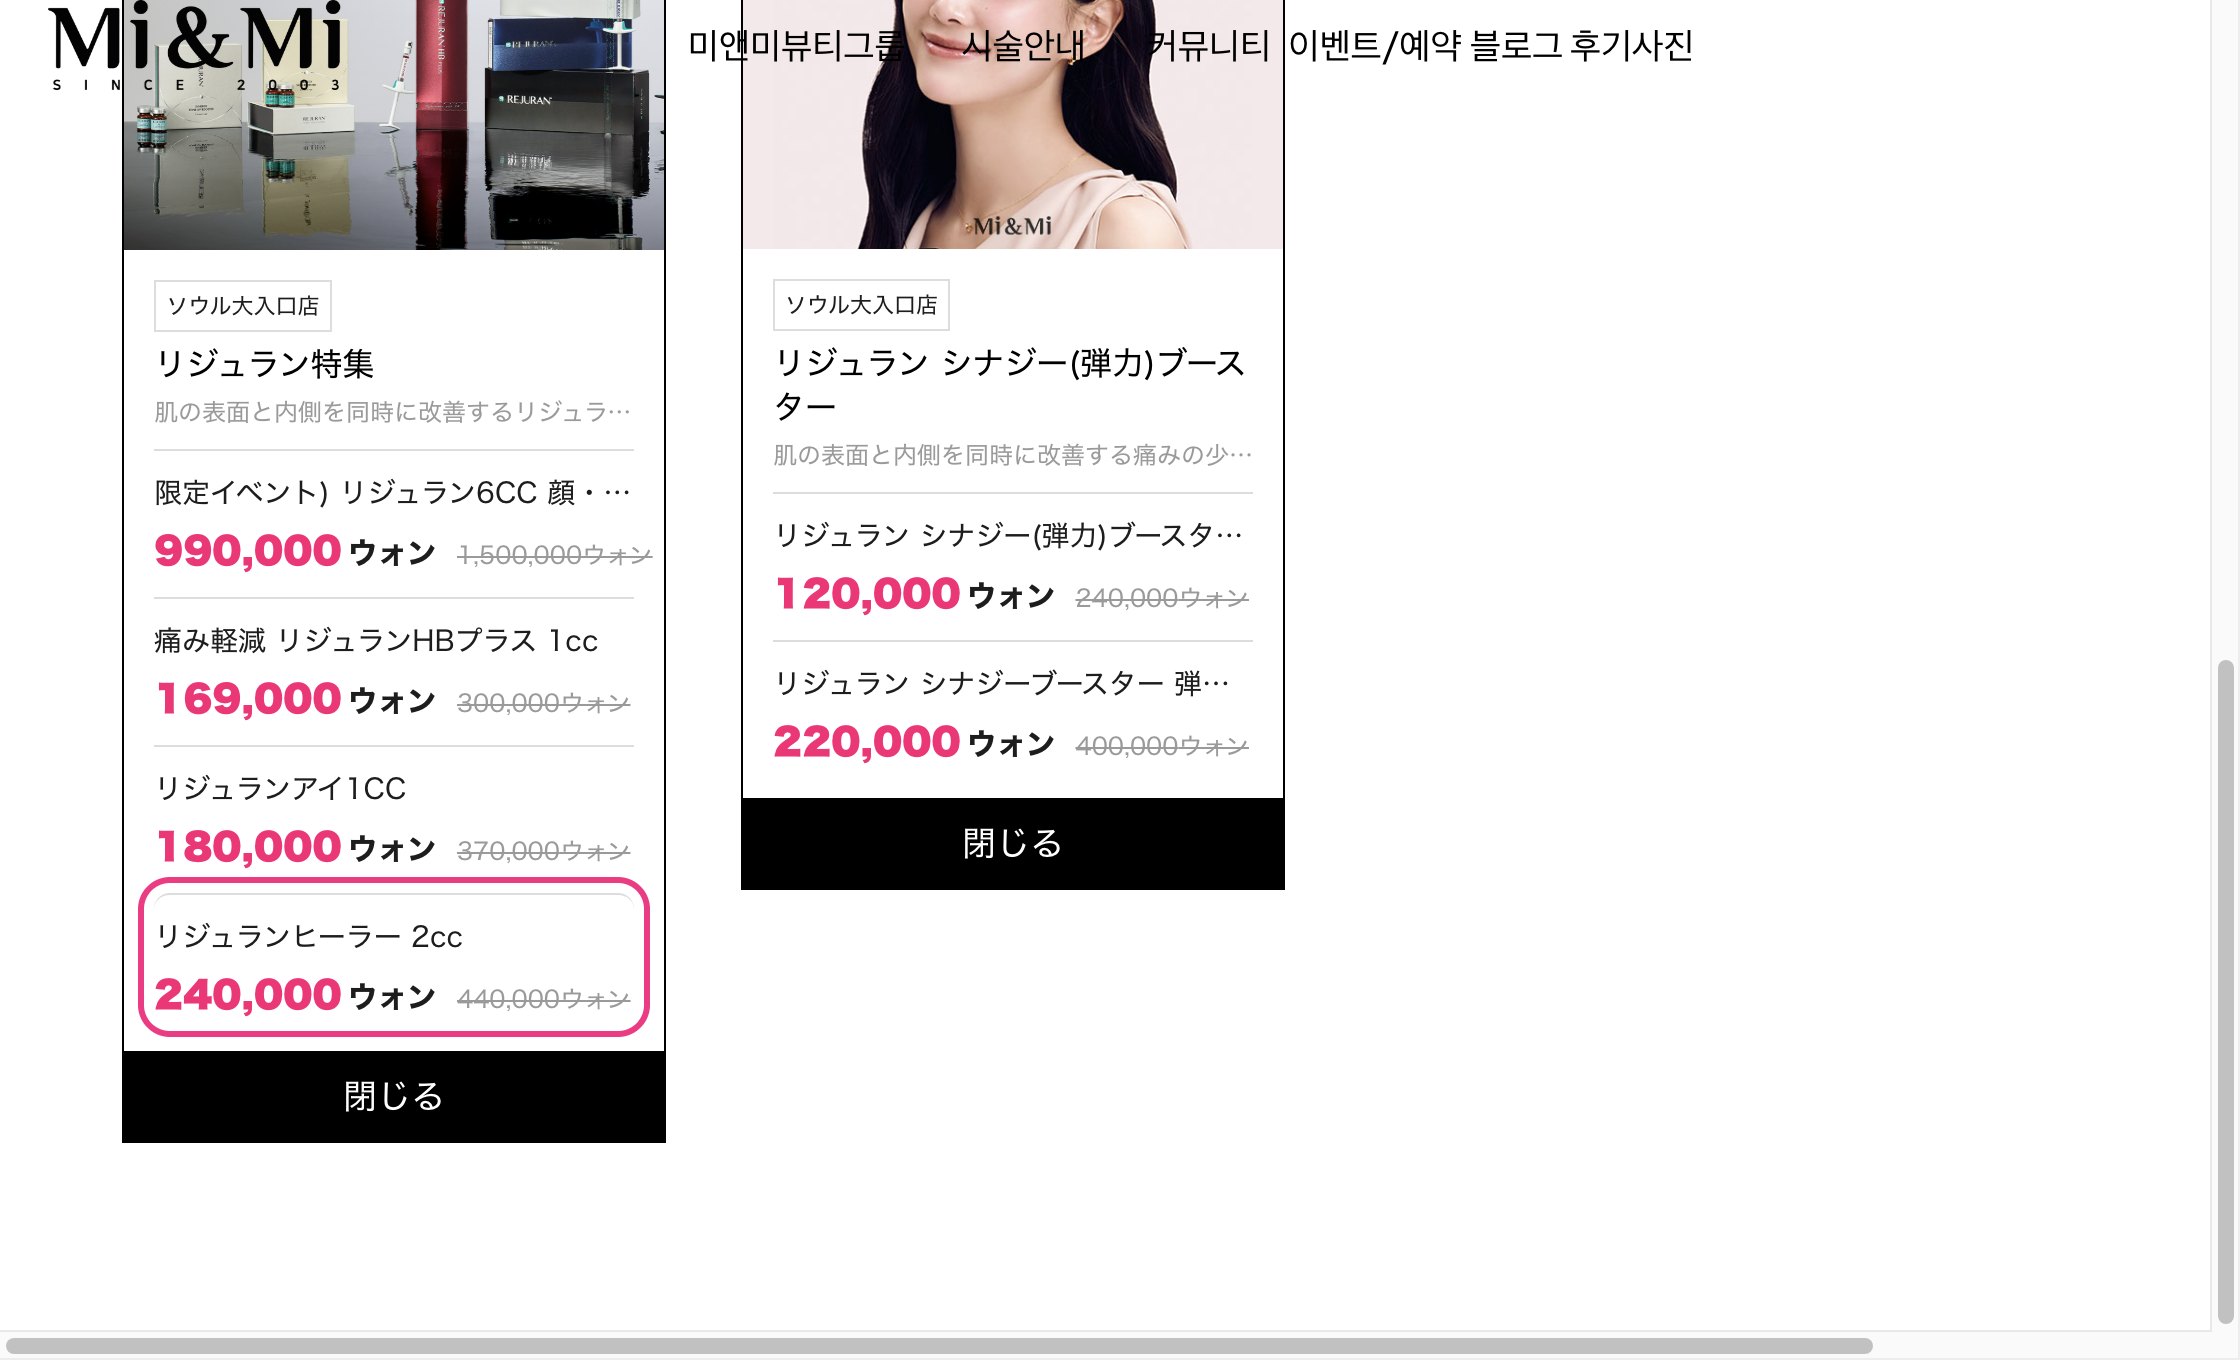 Mi&Mi
SINCE 2003
미앤미뷰티그룹 시술안내 커뮤니티 이벤트/예약 블로그 후기사진
REJURAN
REJURAN
REJURAN HB
Mi&Mi
ソウル大入口店
リジュラン特集
肌の表面と内側を同時に改善するリジュラ…
限定イベント) リジュラン6CC 顔・…
990,000 ウォン 1,500,000ウォン
痛み軽減 リジュランHBプラス 1cc
169,000 ウォン 300,000ウォン
リジュランアイ1CC
180,000 ウォン 370,000ウォン
リジュランヒーラー 2cc
240,000 ウォン 440,000ウォン
閉じる
ソウル大入口店
リジュラン シナジー(弾力)ブース
ター
肌の表面と内側を同時に改善する痛みの少…
リジュラン シナジー(弾力)ブースタ…
120,000 ウォン 240,000ウォン
リジュラン シナジーブースター 弾…
220,000 ウォン 400,000ウォン
閉じる